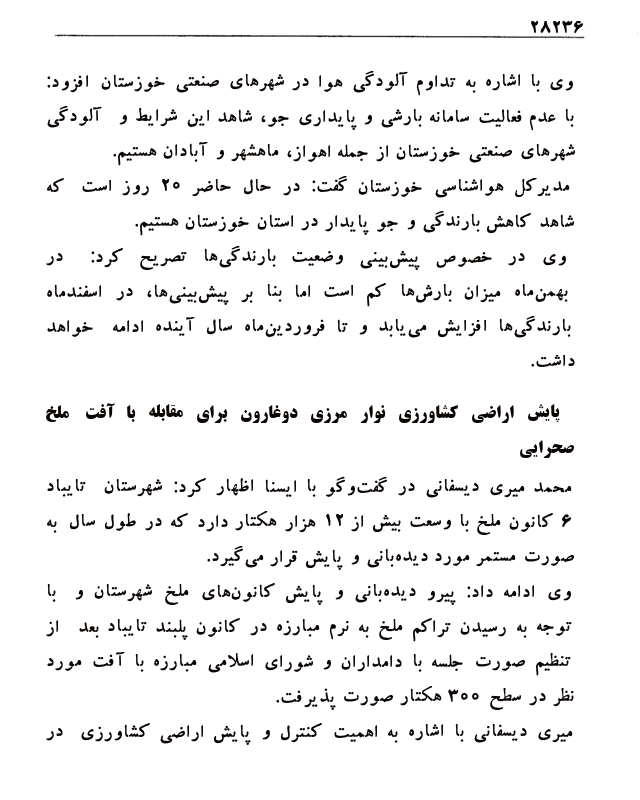 ۲۸۲۳۶
وی با اشاره به تداوم آلودگی هوا در شهرهای صنعتی خوزستان افزود:
با عدم فعالیت سامانه بارشی و پایداری جو، شاهد این شرایط و آلودگی
شهرهای صنعتی خوزستان از جمله اهواز، ماهشهر و آبادان هستیم.
مدیرکل هواشناسی خوزستان گفت: در حال حاضر ۲۰ روز است که
شاهد کاهش بارندگی و جو پایدار در استان خوزستان هستیم.
وی در خصوص پیش‌بینی وضعیت بارندگی‌ها تصریح کرد: در
بهمن‌ماه میزان بارش‌ها کم است اما بنا بر پیش‌بینی‌ها، در اسفندماه
بارندگی‌ها افزایش می‌یابد و تا فروردین‌ماه سال آینده ادامه خواهد
داشت.
پایش اراضی کشاورزی نوار مرزی دوغارون برای مقابله با آفت ملخ
صحرایی
محمد میری دیسفانی در گفت‌وگو با ایسنا اظهار کرد: شهرستان تایباد
۶ کانون ملخ با وسعت بیش از ۱۲ هزار هکتار دارد که در طول سال به
صورت مستمر مورد دیده‌بانی و پایش قرار می‌گیرد.
وی ادامه داد: پیرو دیده‌بانی و پایش کانون‌های ملخ شهرستان و با
توجه به رسیدن تراکم ملخ به نرم مبارزه در کانون پلبند تایباد بعد از
تنظیم صورت جلسه با دامداران و شورای اسلامی مبارزه با آفت مورد
نظر در سطح ۳۰۰ هکتار صورت پذیرفت.
میری دیسفانی با اشاره به اهمیت کنترل و پایش اراضی کشاورزی در